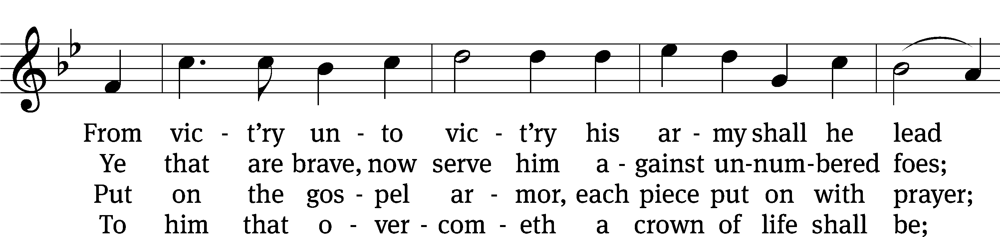 From vic - t’ry un - to vic - t’ry his ar - my shall he lead
Ye that are brave, now serve him a - gainst un-num-bered foes;
Put on the gos - pel ar - mor, each piece put on with prayer;
To him that o - ver - com - eth a crown of life shall be;